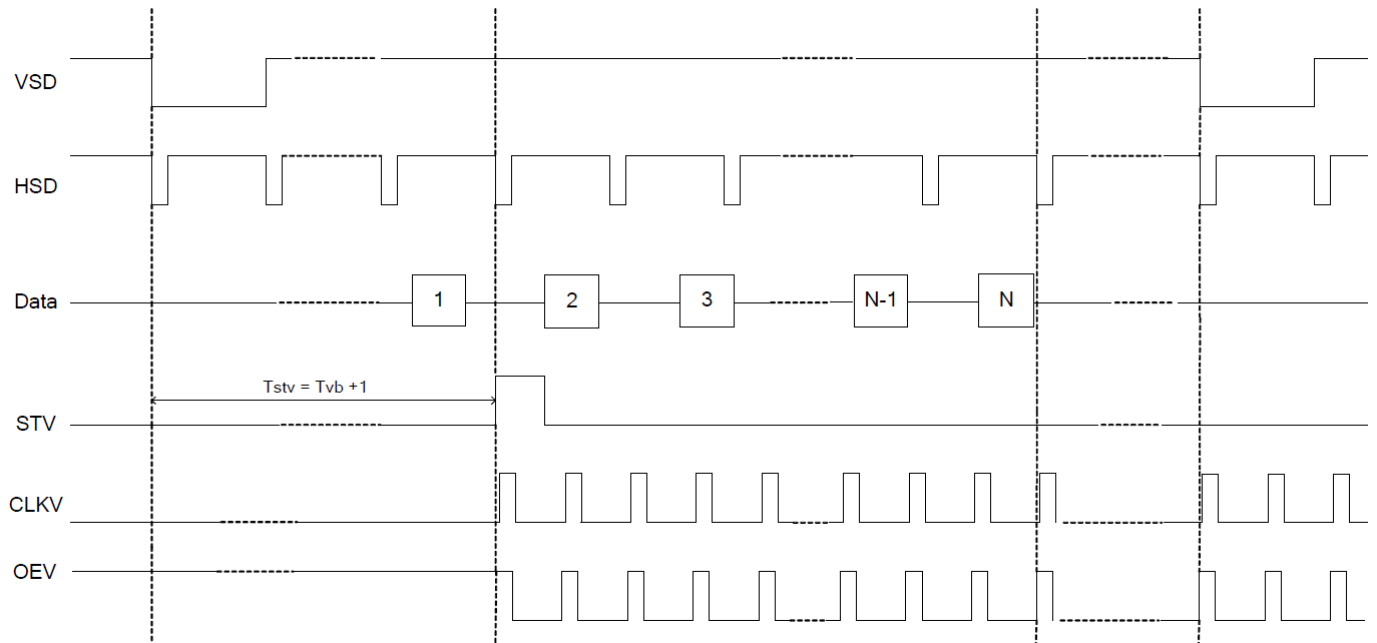 VSD
HSD
Data
1
2
3
N-1
N
Tstv = Tvb +1
STV
CLKV
OEV